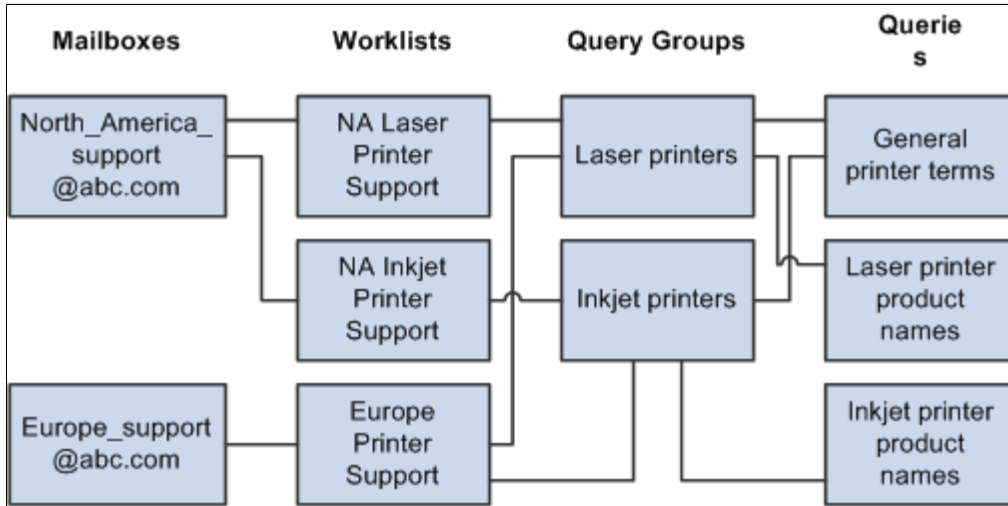 Mailboxes
Worklists
Query Groups
Querie
s
North_America_
support
@abc.com
NA Laser
Printer
Support
Laser printers
General
printer terms
NA Inkjet
Printer
Support
Inkjet printers
Laser printer
product
names
Europe_support
@abc.com
Europe
Printer
Support
Inkjet printer
product
names